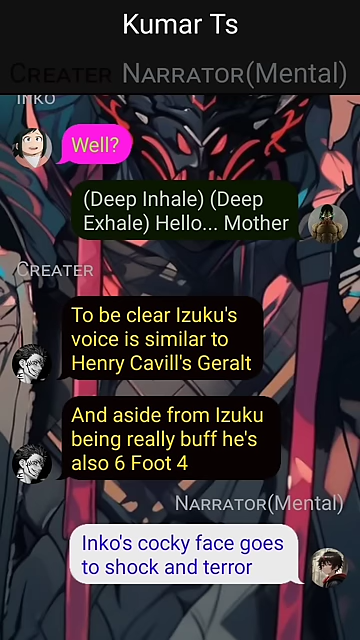 Kumar Ts
Creater Narrator(Mental)
Inko
Well?
(Deep Inhale) (Deep
Exhale) Hello... Mother
Creater
To be clear Izuku's
voice is similar to
Henry Cavill's Geralt
And aside from Izuku
being really buff he's
also 6 Foot 4
Narrator(Mental)
Inko's cocky face goes
to shock and terror